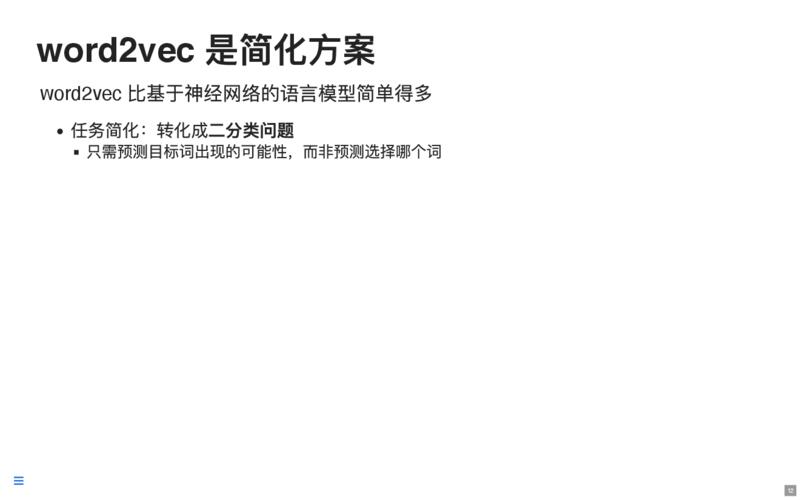 word2vec 是简化方案
word2vec 比基于神经网络的语言模型简单得多
• 任务简化：转化成二分类问题
▪ 只需预测目标词出现的可能性，而非预测选择哪个词
12